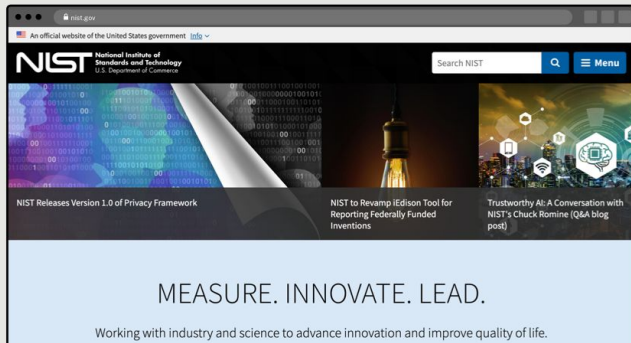 nist.gov
An official website of the United States government Info
NIST
National Institute of
Standards and Technology
U.S. Department of Commerce
Search NIST
Menu
NIST Releases Version 1.0 of Privacy Framework
NIST to Revamp iEdison Tool for
Reporting Federally Funded
Inventions
Trustworthy AI: A Conversation with
NIST's Chuck Romine (Q&A blog
post)
MEASURE. INNOVATE. LEAD.
Working with industry and science to advance innovation and improve quality of life.